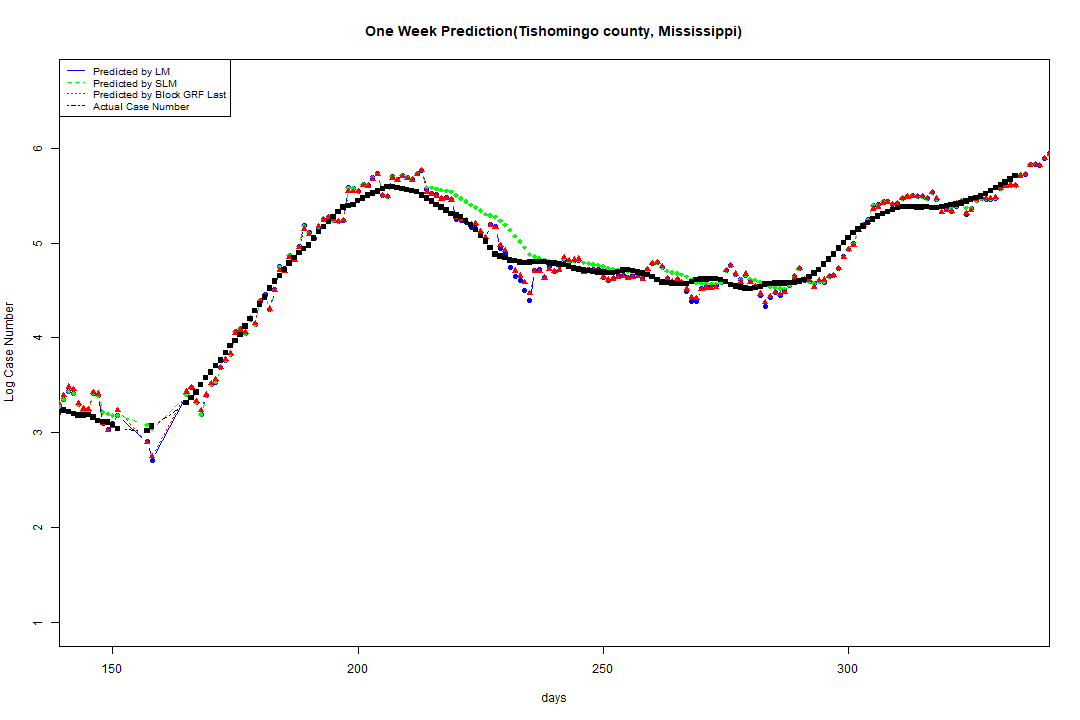 One Week Prediction(Tishomingo county, Mississippi)
Predicted by LM
Predicted by SLM
Predicted by Block GRF Last
Actual Case Number
6
5
4
3
2
1
Log Case Number
150
200
250
300
days